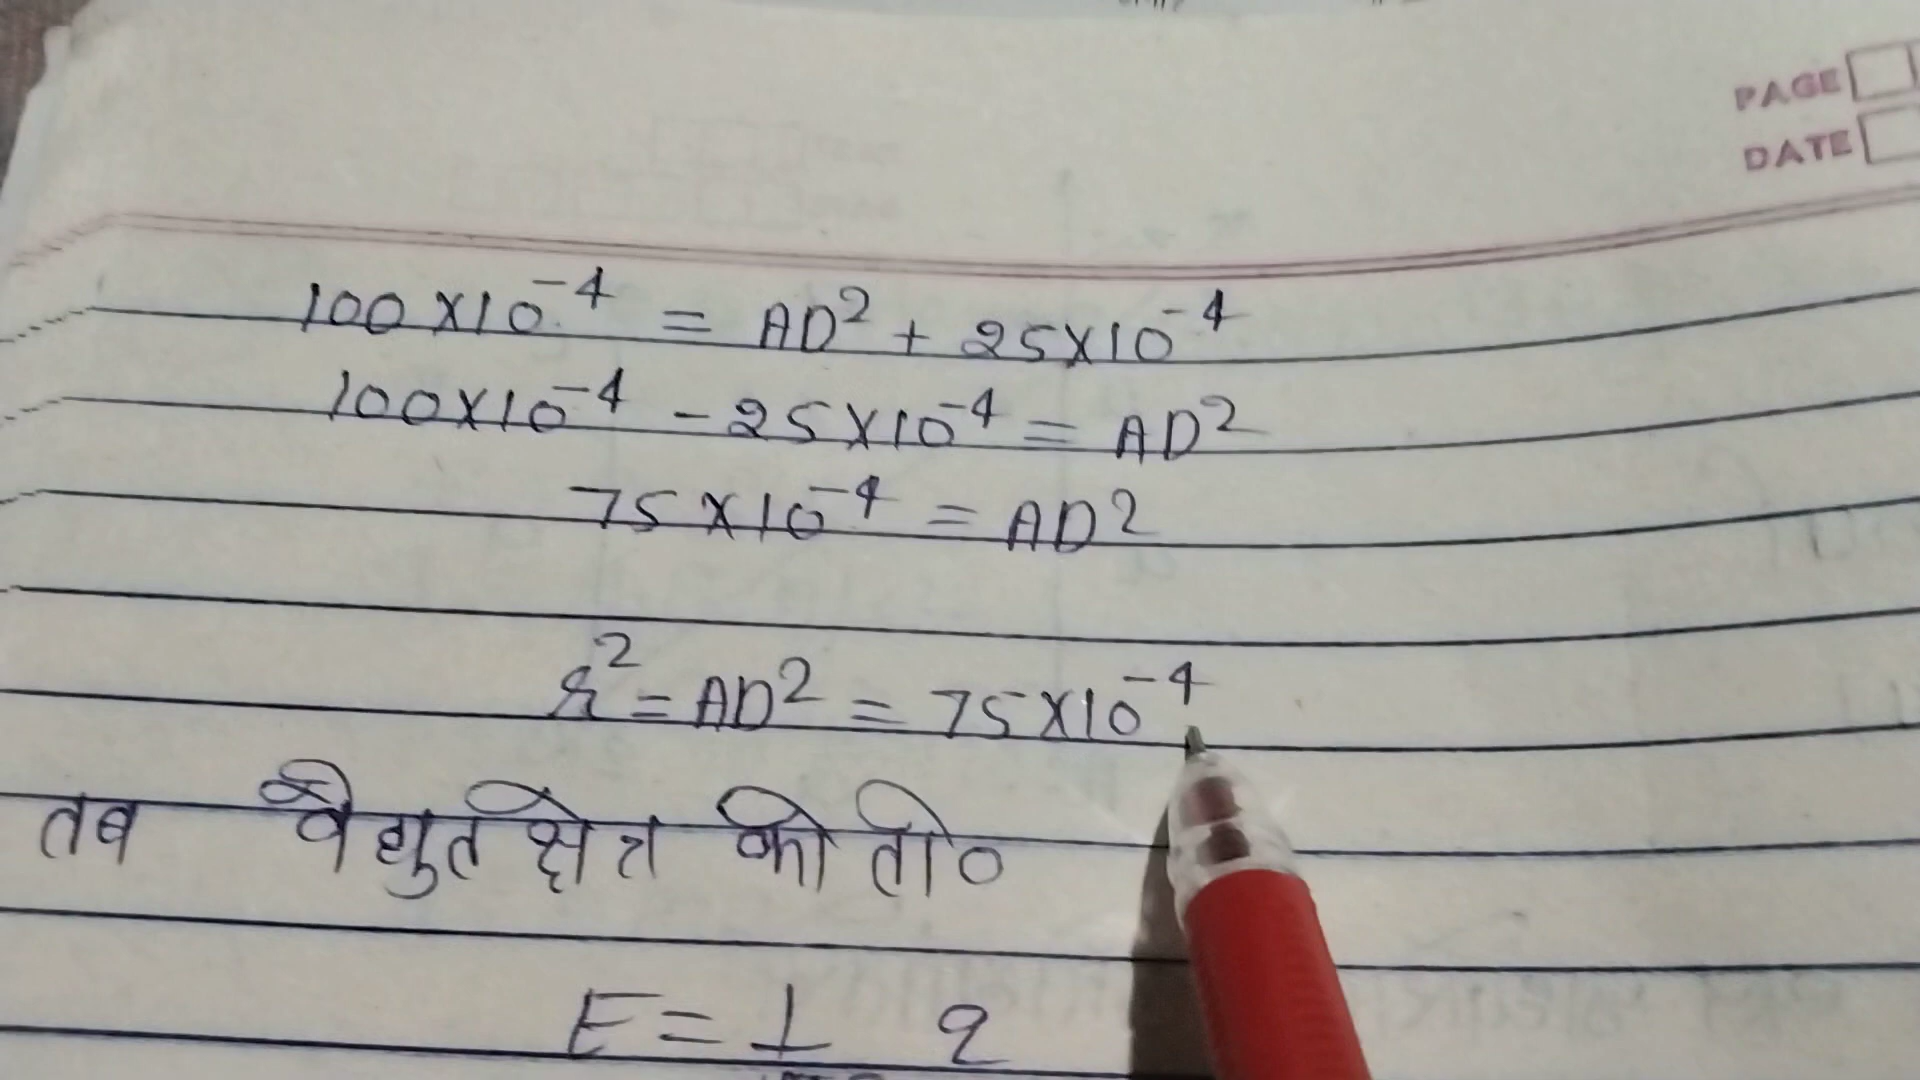 PAGE
DATE
100×10⁻⁴ = AD² + 25×10⁻⁴
100×10⁻⁴ - 25×10⁻⁴ = AD²
75×10⁻⁴ = AD²
r² = AD² = 75×10⁻⁴
तब वैद्युत क्षेत्र की ती०
E = 1 q